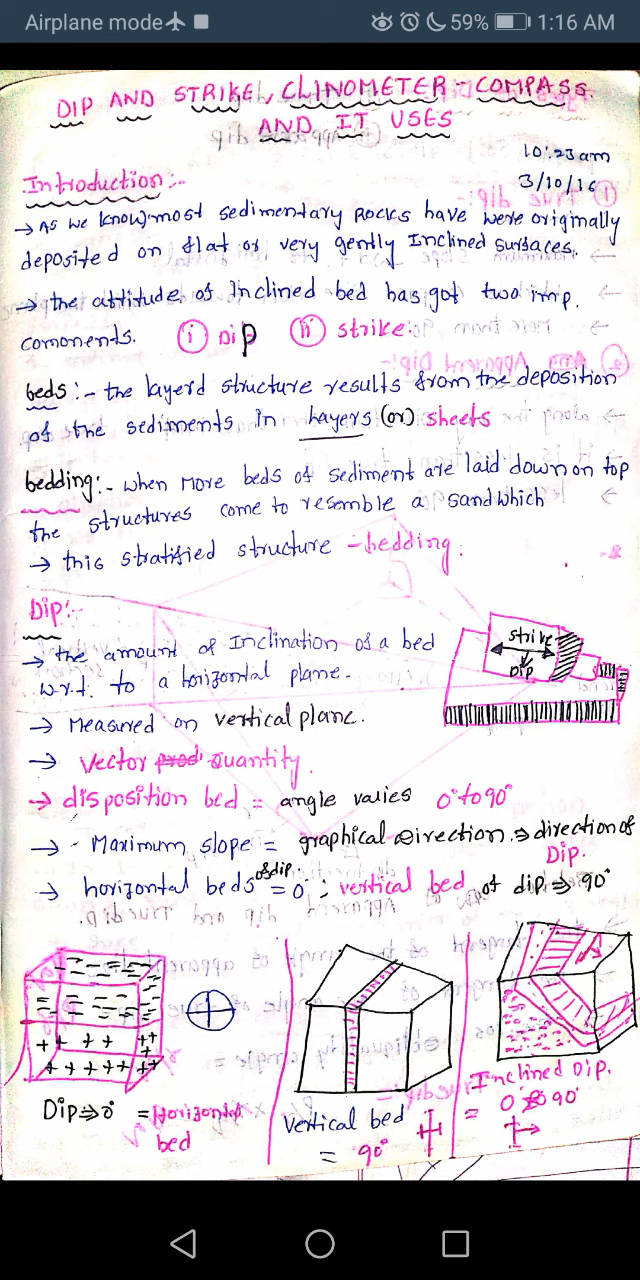 Airplane mode 59% 1:16 AM
DIP AND STRIKE, CLINOMETER - COMPASS.
AND IT USES
10:23am
3/10/16
Introduction:-
→ As we know most sedimentary Rocks have were originally
deposited on flat or very gently Inclined surfaces.
→ the attitude of Inclined bed has got two imp.
comonents. (i) Dip (ii) strike.
beds :- the layerd structure results from the deposition
of the sediments in hayers (or) sheets
bedding:- when more beds of sediment are laid down on top
the structures come to resemble a sandwhich
→ this stratified structure - bedding.
Dip:-
→ the amount of Inclination of a bed
w.r.t. to a horizontal plane.
strike
Dip
→ Measured on vertical plane.
→ Vector prod Quantity.
→ disposition bed = angle varies 0° to 90°
→ Maximum slope = graphical Direction ⇒ direction of
Dip.
→ horizontal beds of dip = 0° : vertical bed of dip ⇒ 90°
Dip ⇒ 0° = Horizontal
bed
Vertical bed
= 90°
Inclined Dip.
= 0° to 90°